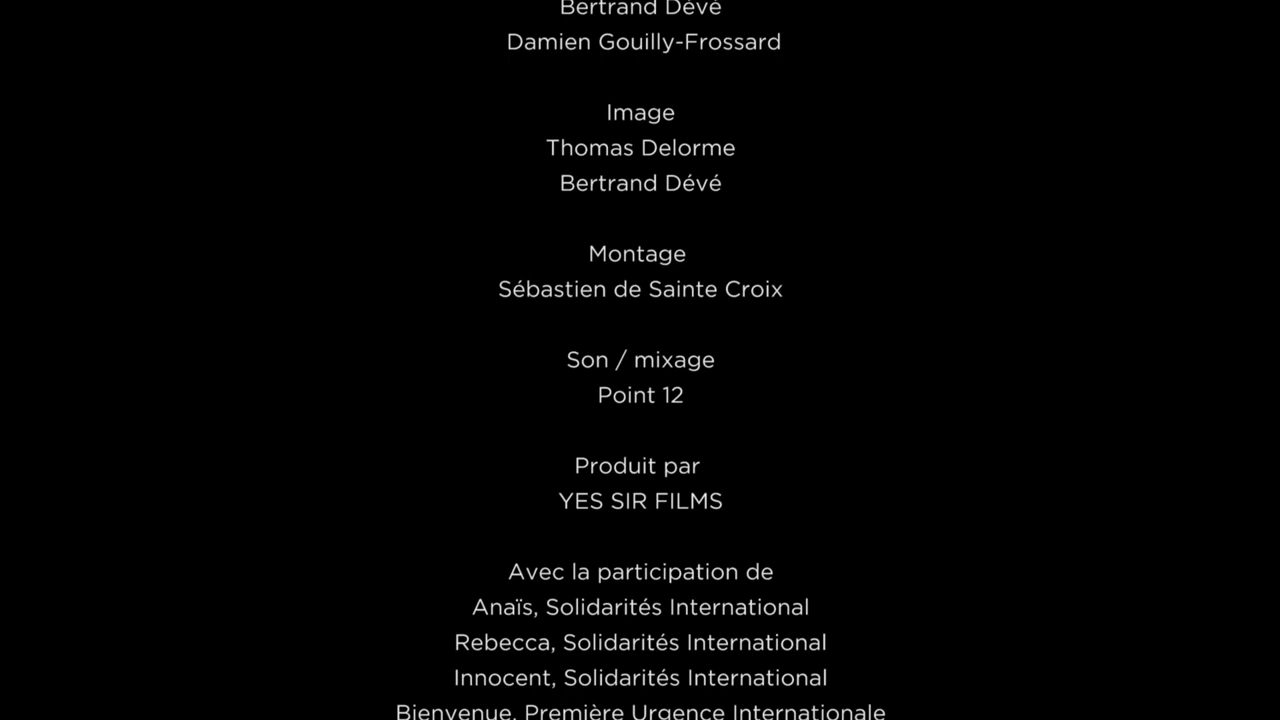 Bertrand Dévé
Damien Gouilly-Frossard
Image
Thomas Delorme
Bertrand Dévé
Montage
Sébastien de Sainte Croix
Son / mixage
Point 12
Produit par
YES SIR FILMS
Avec la participation de
Anaïs, Solidarités International
Rebecca, Solidarités International
Innocent, Solidarités International
Bienvenue, Première Urgence Internationale